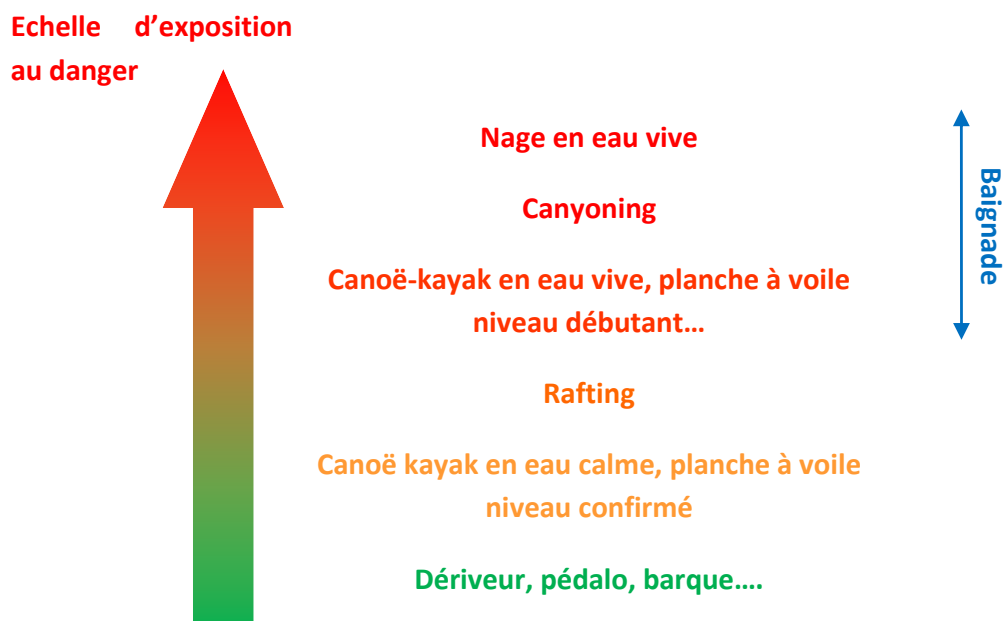 Echelle d’exposition
au danger
Nage en eau vive
Canyoning
Canoë-kayak en eau vive, planche à voile
niveau débutant…
Rafting
Canoë kayak en eau calme, planche à voile
niveau confirmé
Dériveur, pédalo, barque….
Baignade